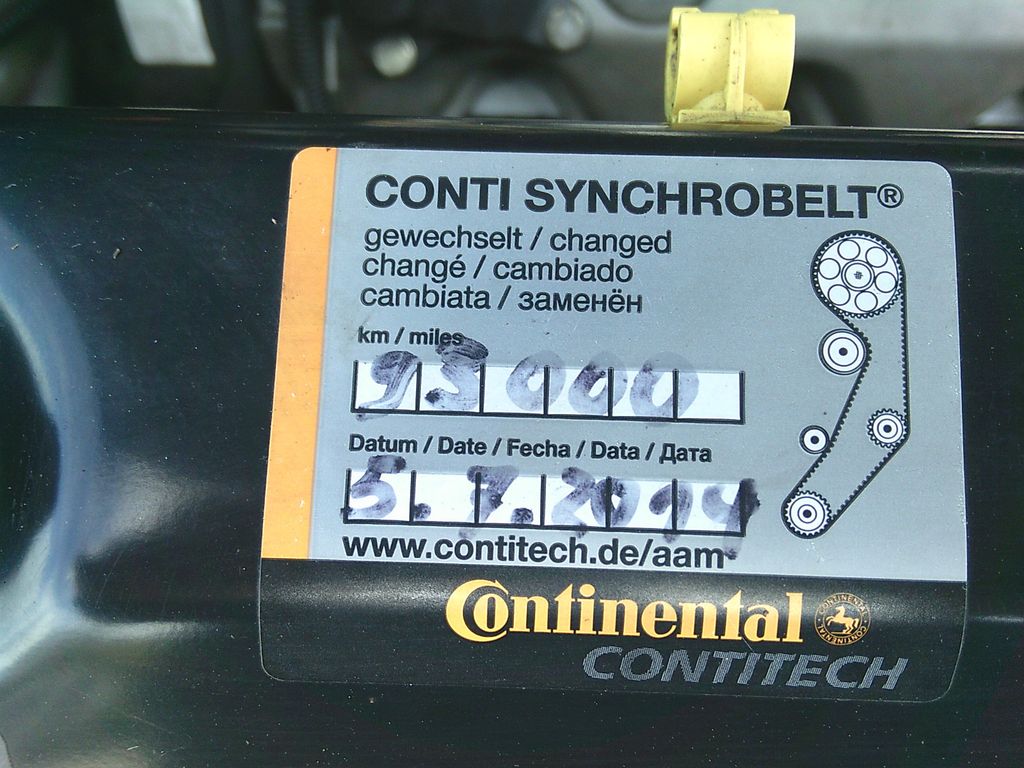 CONTI SYNCHROBELT®
gewechselt / changed
changé / cambiado
cambiata / заменён
km / miles
95000
Datum / Date / Fecha / Data / Дата
5.7.2014
www.contitech.de/aam
Continental
CONTITECH